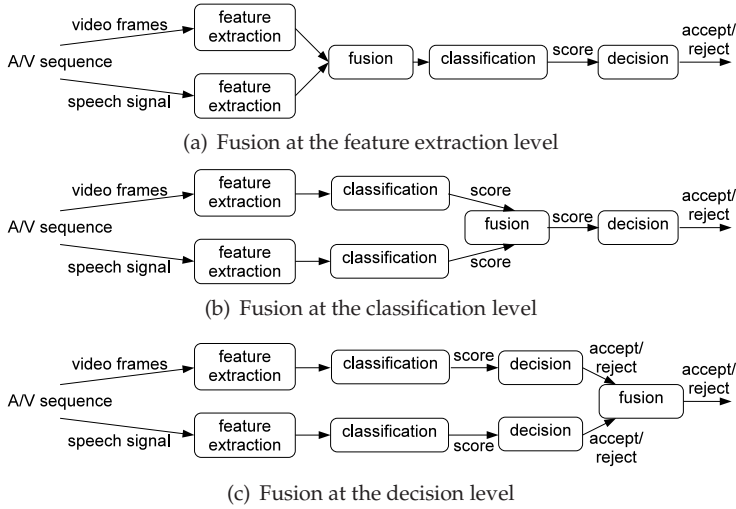 video frames
feature
extraction
A/V sequence
fusion
classification
score
decision
accept/
reject
speech signal
feature
extraction
(a) Fusion at the feature extraction level
video frames
feature
extraction
classification
score
A/V sequence
fusion
score
decision
accept/
reject
speech signal
feature
extraction
classification
score
(b) Fusion at the classification level
video frames
feature
extraction
classification
score
decision
accept/
reject
A/V sequence
fusion
accept/
reject
speech signal
feature
extraction
classification
score
decision
accept/
reject
(c) Fusion at the decision level